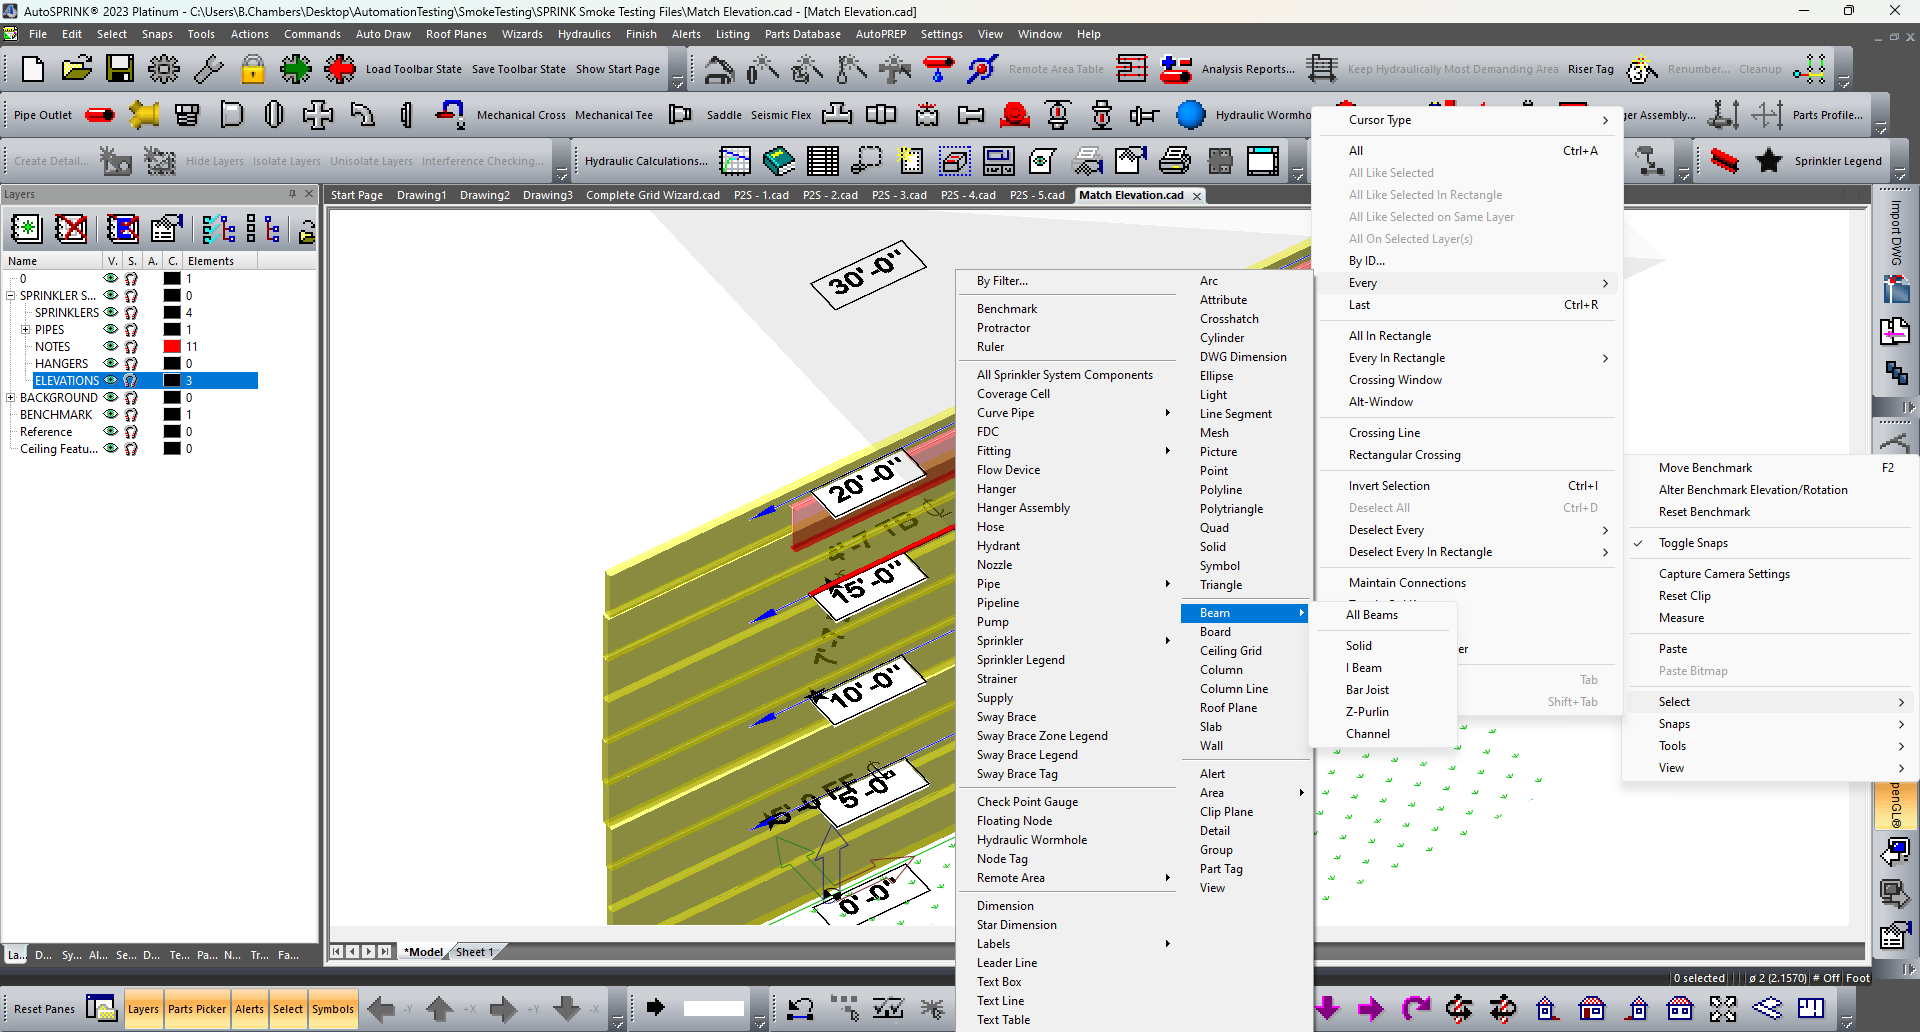 AutoSPRINK® 2023 Platinum - C:\Users\B.Chambers\Desktop\AutomationTesting\SmokeTesting\SPRINK Smoke Testing Files\Match Elevation.cad - [Match Elevation.cad]
File Edit Select Snaps Tools Actions Commands Auto Draw Roof Planes Wizards Hydraulics Finish Alerts Listing Parts Database AutoPREP Settings View Window Help
Load Toolbar State Save Toolbar State Show Start Page Remote Area Table Analysis Reports... Keep Hydraulically Most Demanding Area Riser Tag Renumber... Cleanup
Pipe Outlet Mechanical Cross Mechanical Tee Saddle Seismic Flex Hydraulic Wormho ger Assembly... Parts Profile...
Create Detail... Hide Layers Isolate Layers Unisolate Layers Interference Checking... Hydraulic Calculations... Sprinkler Legend
Layers
Start Page Drawing1 Drawing2 Drawing3 Complete Grid Wizard.cad P2S - 1.cad P2S - 2.cad P2S - 3.cad P2S - 4.cad P2S - 5.cad Match Elevation.cad
Name V. S. A. C. Elements
0 1
SPRINKLER S... 0
SPRINKLERS 4
PIPES 1
NOTES 11
HANGERS 0
ELEVATIONS 3
BACKGROUND 0
BENCHMARK 1
Reference 0
Ceiling Featu... 0
La... D... Sy... Al... Se... D... Te... Pa... N... Tr... Fa...
30'-0"
20'-0"
4'-7 TB
15'-0"
10'-0"
5'-0"
0'-0"
By Filter...
Benchmark
Protractor
Ruler
All Sprinkler System Components
Coverage Cell
Curve Pipe
FDC
Fitting
Flow Device
Hanger
Hanger Assembly
Hose
Hydrant
Nozzle
Pipe
Pipeline
Pump
Sprinkler
Sprinkler Legend
Strainer
Supply
Sway Brace
Sway Brace Zone Legend
Sway Brace Legend
Sway Brace Tag
Check Point Gauge
Floating Node
Hydraulic Wormhole
Node Tag
Remote Area
Dimension
Star Dimension
Labels
Leader Line
Text Box
Text Line
Text Table
Arc
Attribute
Crosshatch
Cylinder
DWG Dimension
Ellipse
Light
Line Segment
Mesh
Picture
Point
Polyline
Polytriangle
Quad
Solid
Symbol
Triangle
Beam
Board
Ceiling Grid
Column
Column Line
Roof Plane
Slab
Wall
Alert
Area
Clip Plane
Detail
Group
Part Tag
View
Cursor Type
All Ctrl+A
All Like Selected
All Like Selected In Rectangle
All Like Selected on Same Layer
All On Selected Layer(s)
By ID...
Every
Last Ctrl+R
All In Rectangle
Every In Rectangle
Crossing Window
Alt-Window
Crossing Line
Rectangular Crossing
Invert Selection Ctrl+I
Deselect All Ctrl+D
Deselect Every
Deselect Every In Rectangle
Maintain Connections
er
Tab
Shift+Tab
All Beams
Solid
I Beam
Bar Joist
Z-Purlin
Channel
Import DWG
Move Benchmark F2
Alter Benchmark Elevation/Rotation
Reset Benchmark
Toggle Snaps
Capture Camera Settings
Reset Clip
Measure
Paste
Paste Bitmap
Select
Snaps
Tools
View
penGL®
*Model Sheet 1
0 selected ø 2 (2.1570) # Off Foot
Reset Panes Layers Parts Picker Alerts Select Symbols -Y +X +Y -X